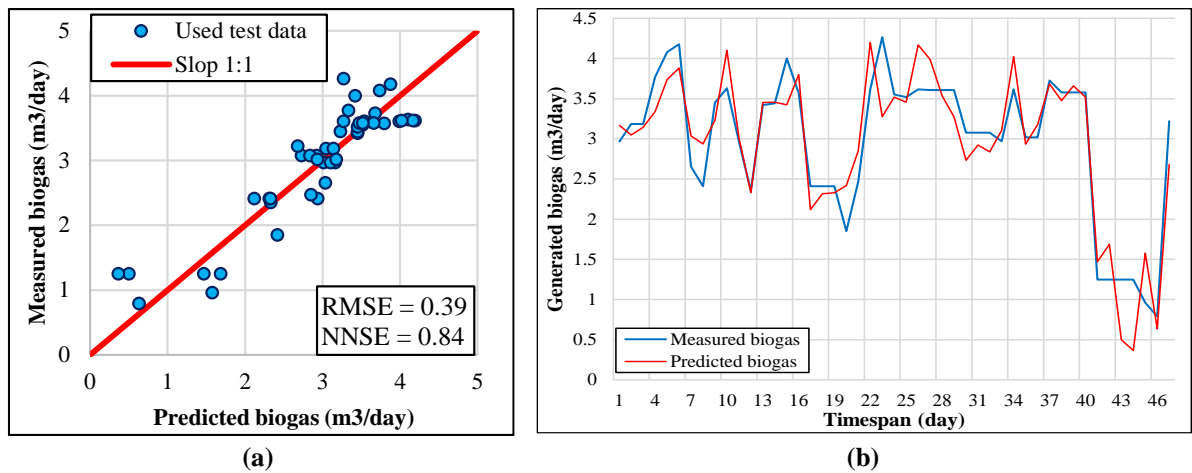 5
4
3
2
1
0
Measured biogas (m3/day)
Used test data
Slop 1:1
RMSE = 0.39
NNSE = 0.84
0 1 2 3 4 5
Predicted biogas (m3/day)
(a)
4.5
4
3.5
3
2.5
2
1.5
1
0.5
0
Generated biogas (m3/day)
Measured biogas
Predicted biogas
1 4 7 10 13 16 19 22 25 28 31 34 37 40 43 46
Timespan (day)
(b)